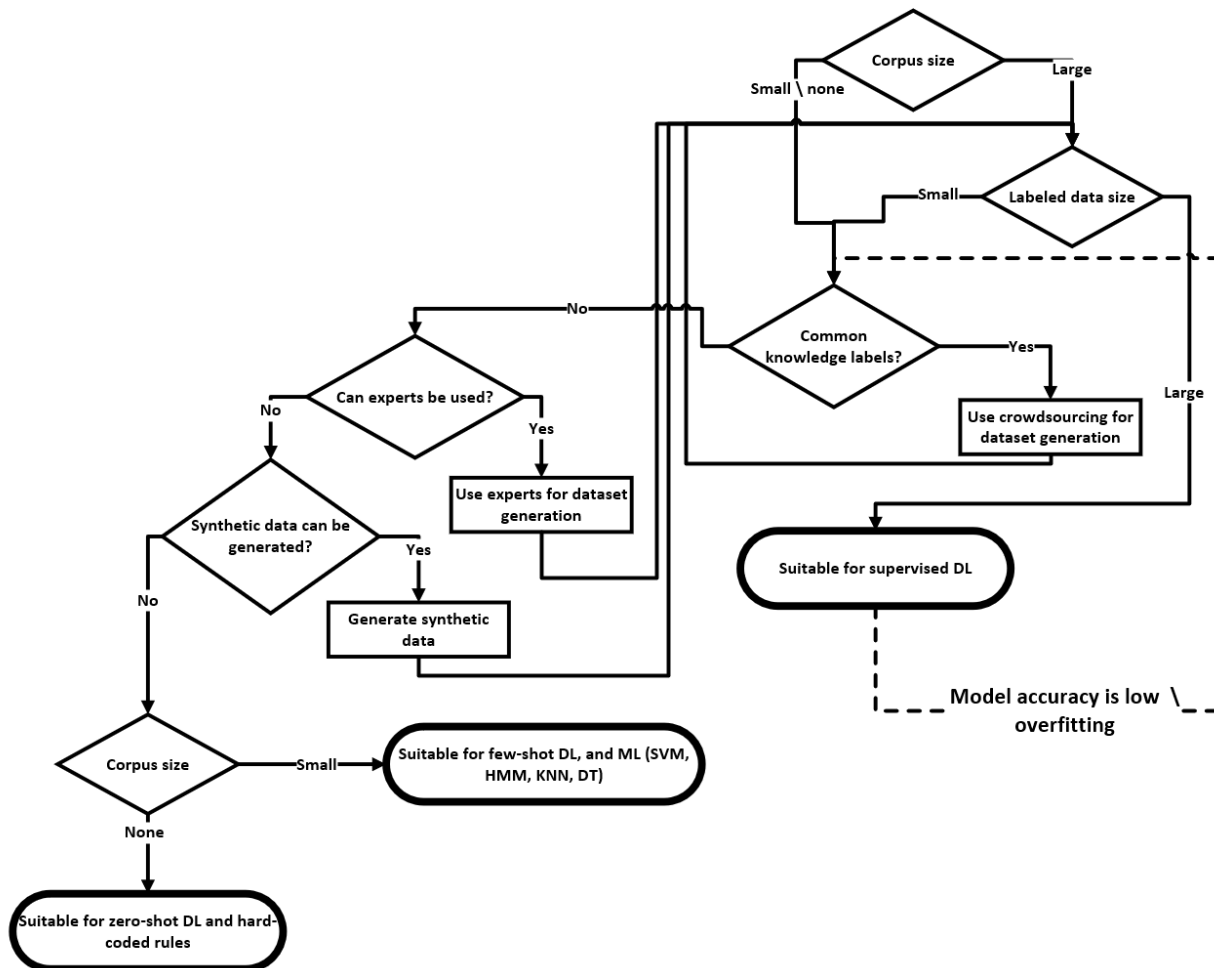 Corpus size
Large
Small \ none
Small
Labeled data size
No
Common
knowledge labels?
Yes
Can experts be used?
Large
No
Yes
Use crowdsourcing for
dataset generation
Use experts for dataset
generation
Synthetic data can be
generated?
Yes
Suitable for supervised DL
No
Generate synthetic
data
Model accuracy is low \
overfitting
Corpus size
Small
Suitable for few-shot DL, and ML (SVM,
HMM, KNN, DT)
None
Suitable for zero-shot DL and hard-
coded rules